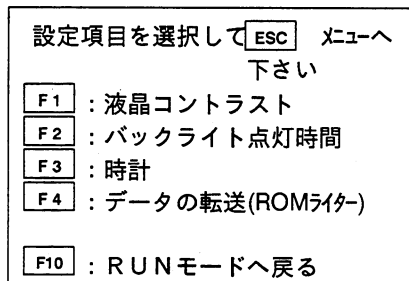 設定項目を選択して ESC ﾒﾆｭｰへ
下さい
F1 : 液晶コントラスト
F2 : バックライト点灯時間
F3 : 時計
F4 : データの転送(ROMﾗｲﾀｰ)
F10 : ＲＵＮモードへ戻る